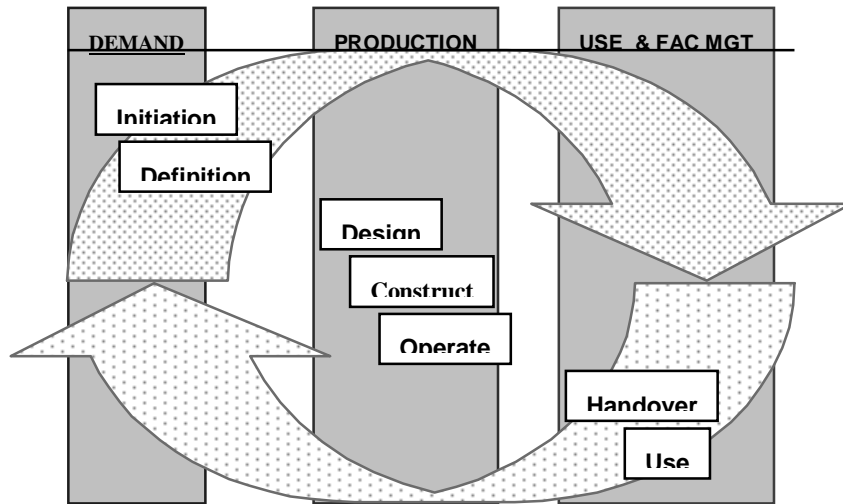 DEMAND
PRODUCTION
USE & FAC MGT
Initiation
Definition
Design
Construct
Operate
Handover
Use